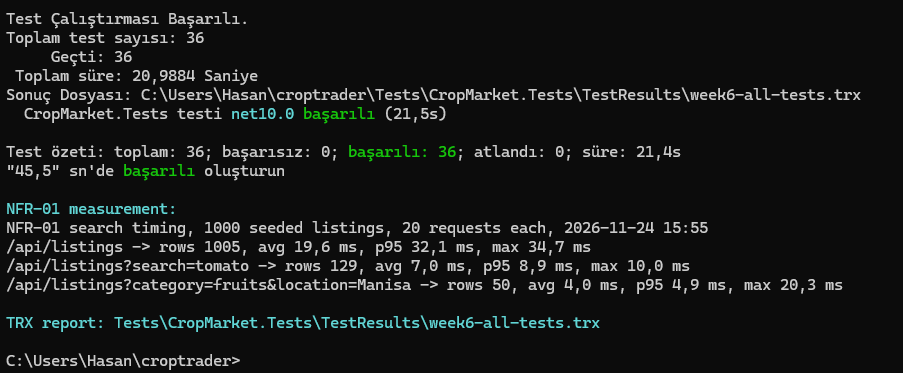 Test Çalıştırması Başarılı.
Toplam test sayısı: 36
Geçti: 36
Toplam süre: 20,9884 Saniye
Sonuç Dosyası: C:\Users\Hasan\croptrader\Tests\CropMarket.Tests\TestResults\week6-all-tests.trx
CropMarket.Tests testi net10.0 başarılı (21,5s)
Test özeti: toplam: 36; başarısız: 0; başarılı: 36; atlandı: 0; süre: 21,4s
"45,5" sn'de başarılı oluşturun
NFR-01 measurement:
NFR-01 search timing, 1000 seeded listings, 20 requests each, 2026-11-24 15:55
/api/listings -> rows 1005, avg 19,6 ms, p95 32,1 ms, max 34,7 ms
/api/listings?search=tomato -> rows 129, avg 7,0 ms, p95 8,9 ms, max 10,0 ms
/api/listings?category=fruits&location=Manisa -> rows 50, avg 4,0 ms, p95 4,9 ms, max 20,3 ms
TRX report: Tests\CropMarket.Tests\TestResults\week6-all-tests.trx
C:\Users\Hasan\croptrader>